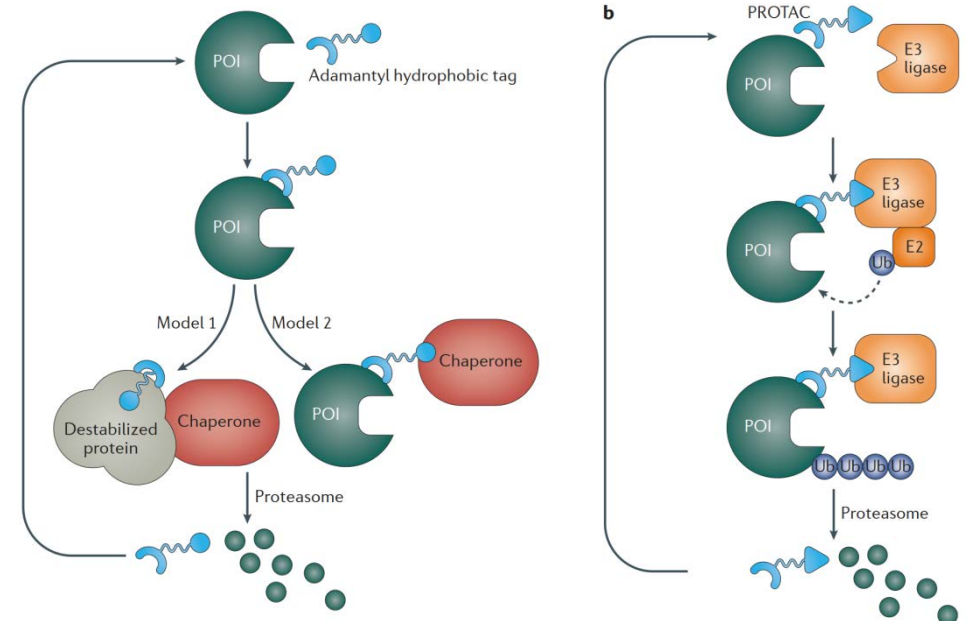 POI
Adamantyl hydrophobic tag
POI
Model 1
Model 2
Chaperone
POI
Destabilized
protein
Chaperone
Proteasome
b
PROTAC
POI
E3
ligase
E3
ligase
POI
E2
Ub
E3
ligase
POI
Ub Ub Ub Ub
Proteasome